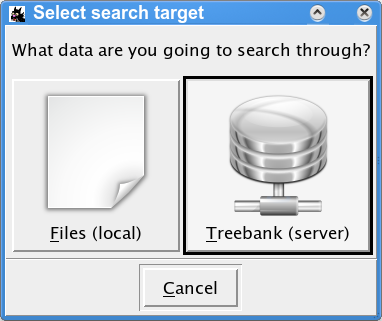 Select search target
What data are you going to search through?
Files (local)
Treebank (server)
Cancel